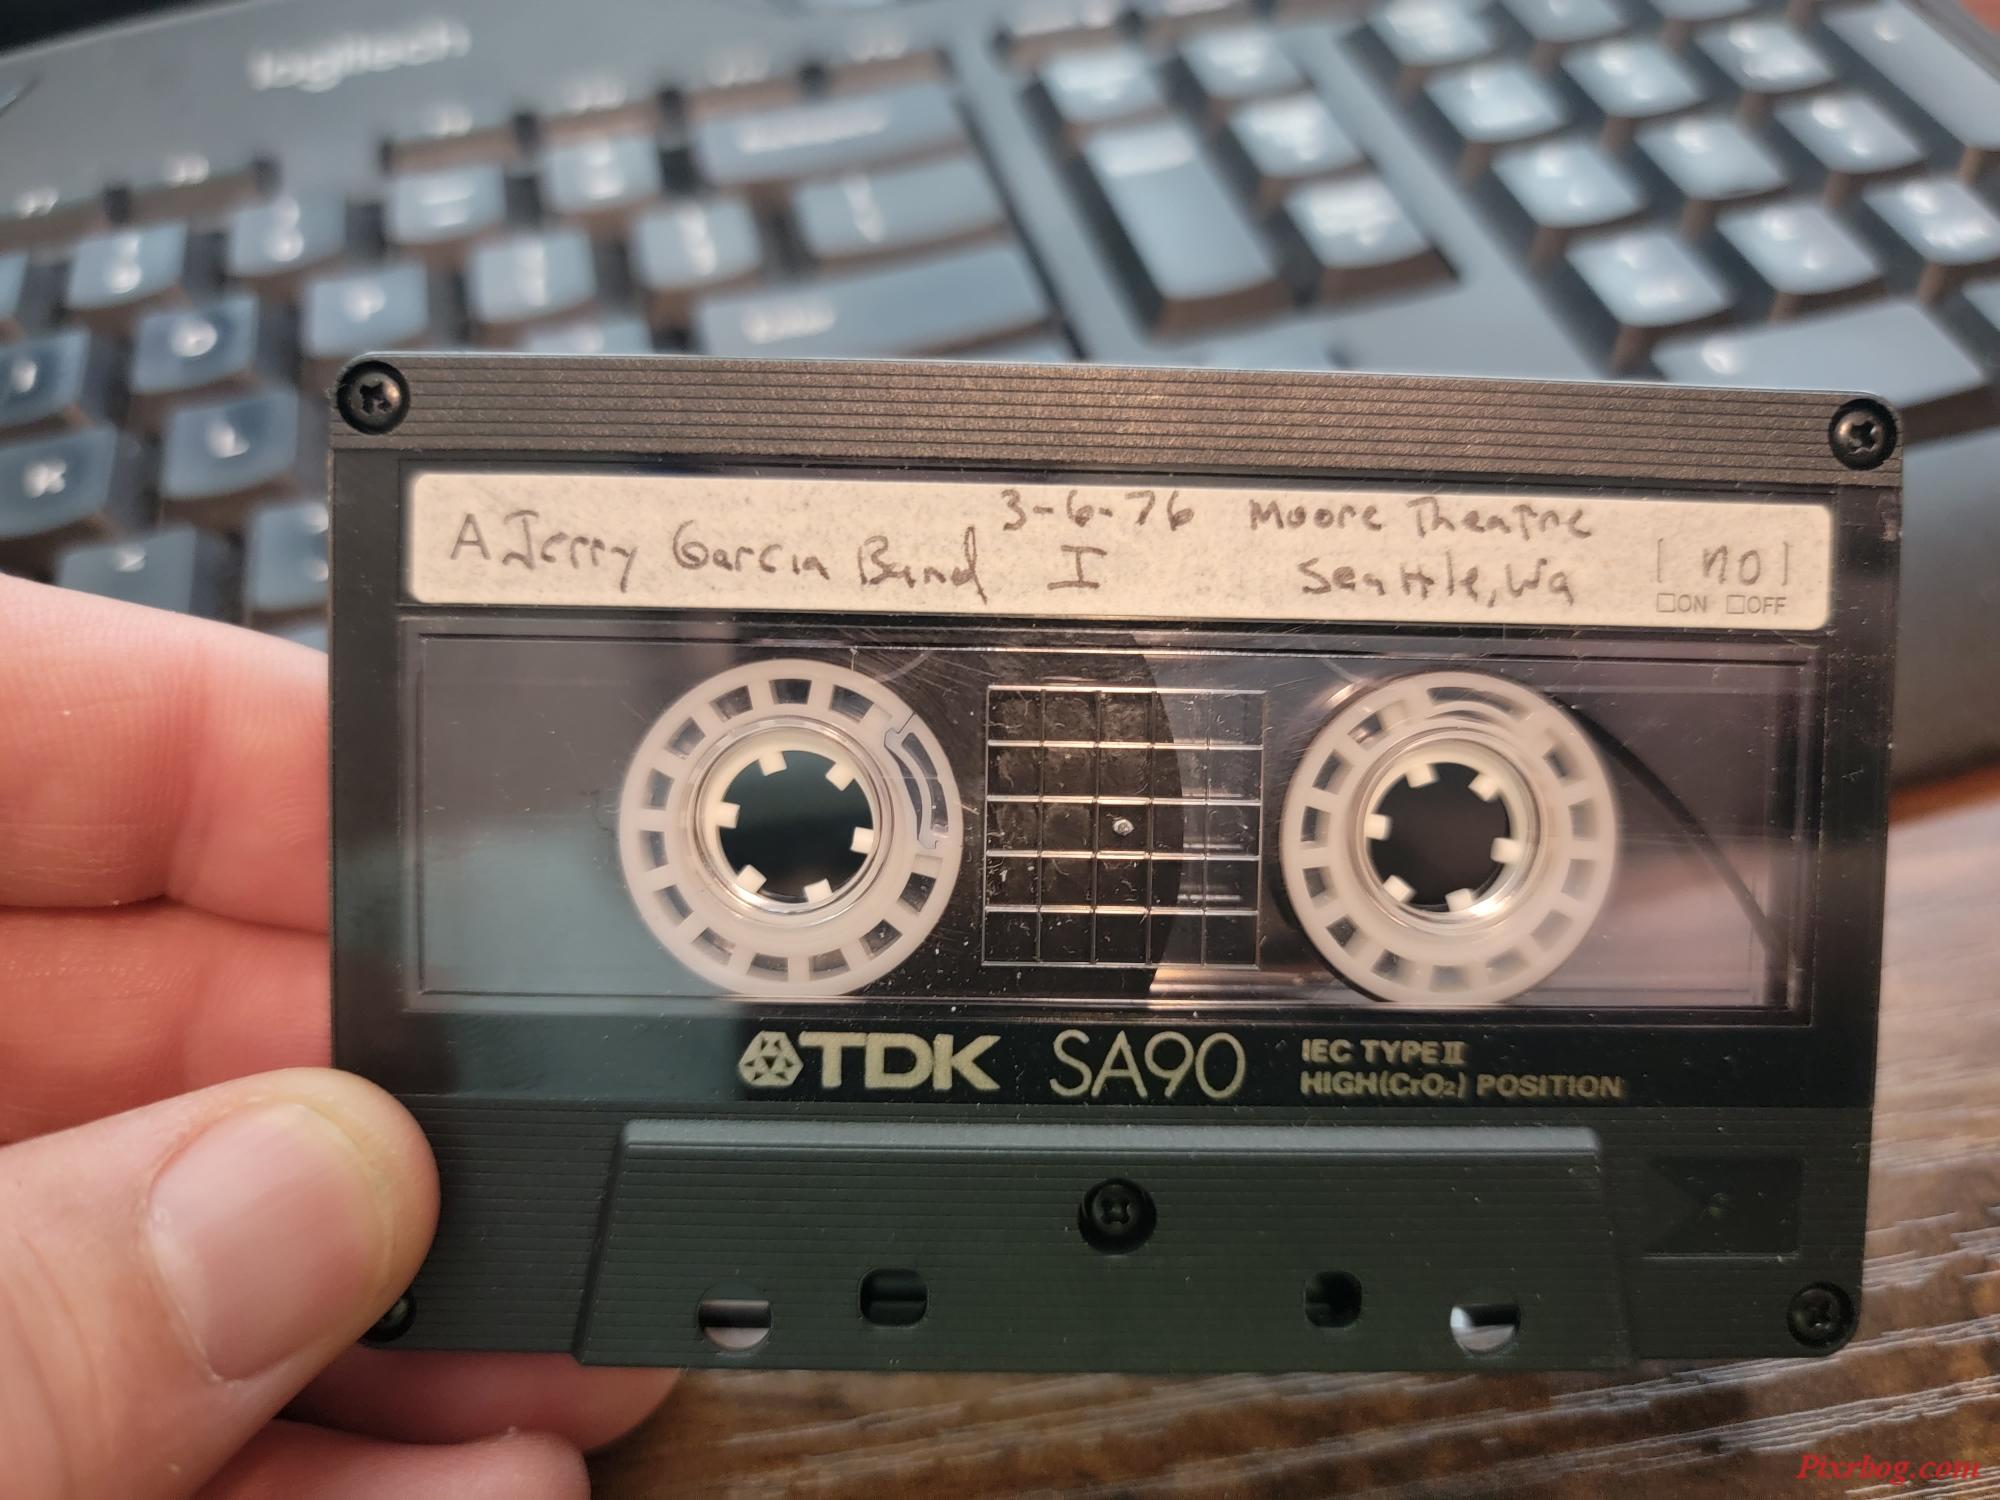 logitech
3-6-76 Moore Theatre
A Jerry Garcia Band I Seattle, Wa
no
ON OFF
TDK SA90 IEC TYPE II
HIGH(CrO₂) POSITION
Pixrbog.com